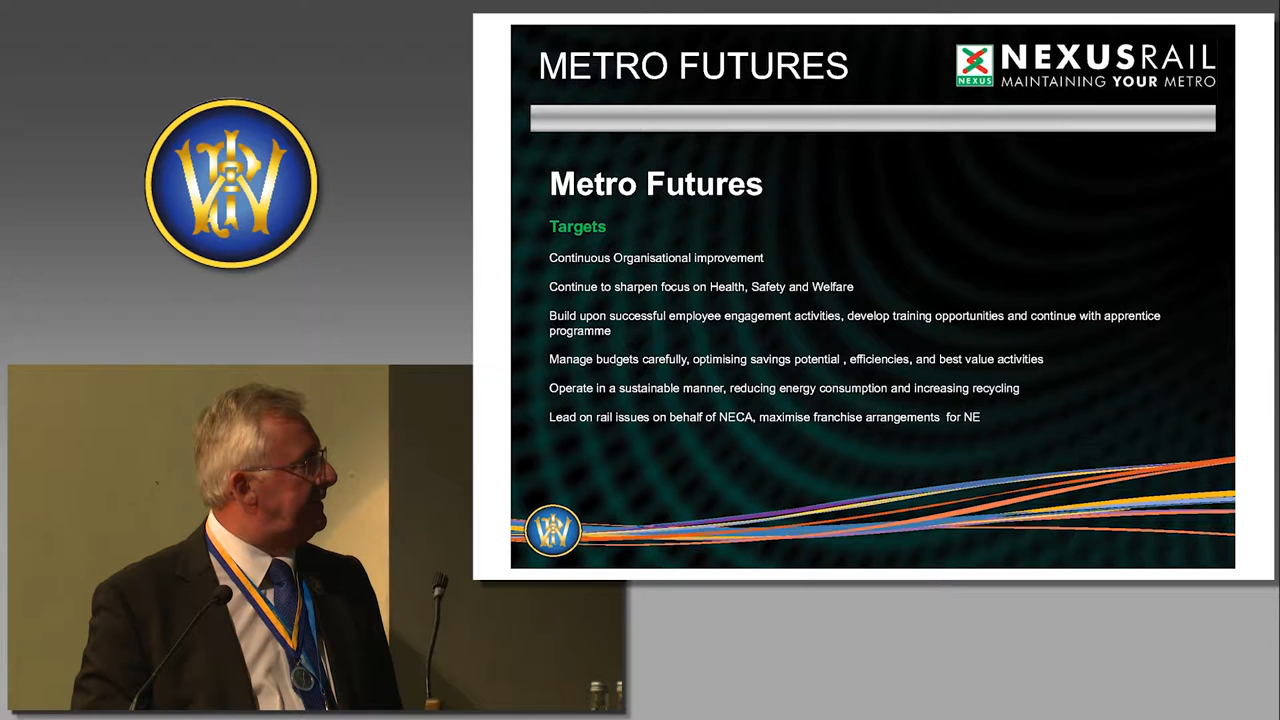 METRO FUTURES
NEXUS
NEXUSRAIL
MAINTAINING YOUR METRO
Metro Futures
Targets
Continuous Organisational improvement
Continue to sharpen focus on Health, Safety and Welfare
Build upon successful employee engagement activities, develop training opportunities and continue with apprentice
programme
Manage budgets carefully, optimising savings potential , efficiencies, and best value activities
Operate in a sustainable manner, reducing energy consumption and increasing recycling
Lead on rail issues on behalf of NECA, maximise franchise arrangements  for NE